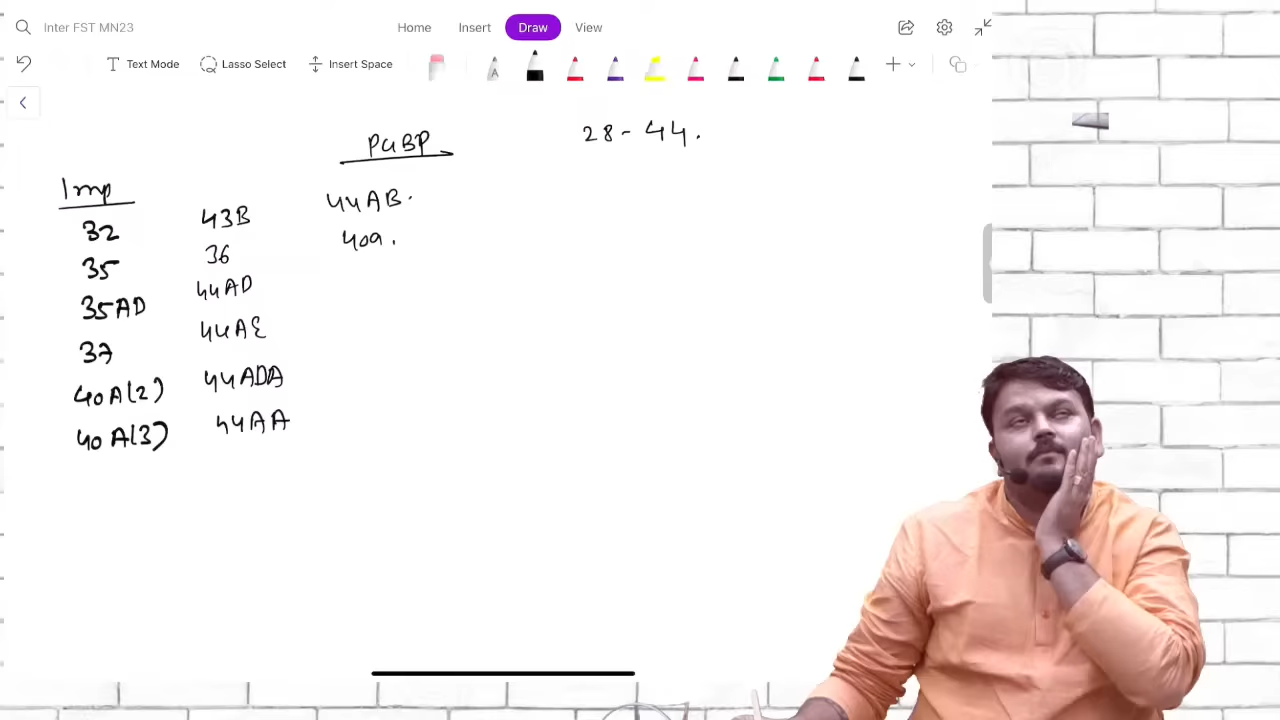 Inter FST MN23
Home Insert Draw View
Text Mode Lasso Select Insert Space
A
PGBP
28 - 44.
Imp
32
35
35AD
37
40A(2)
40A(3)
43B
36
44AD
44AE
44ADA
44AA
44AB.
40a.